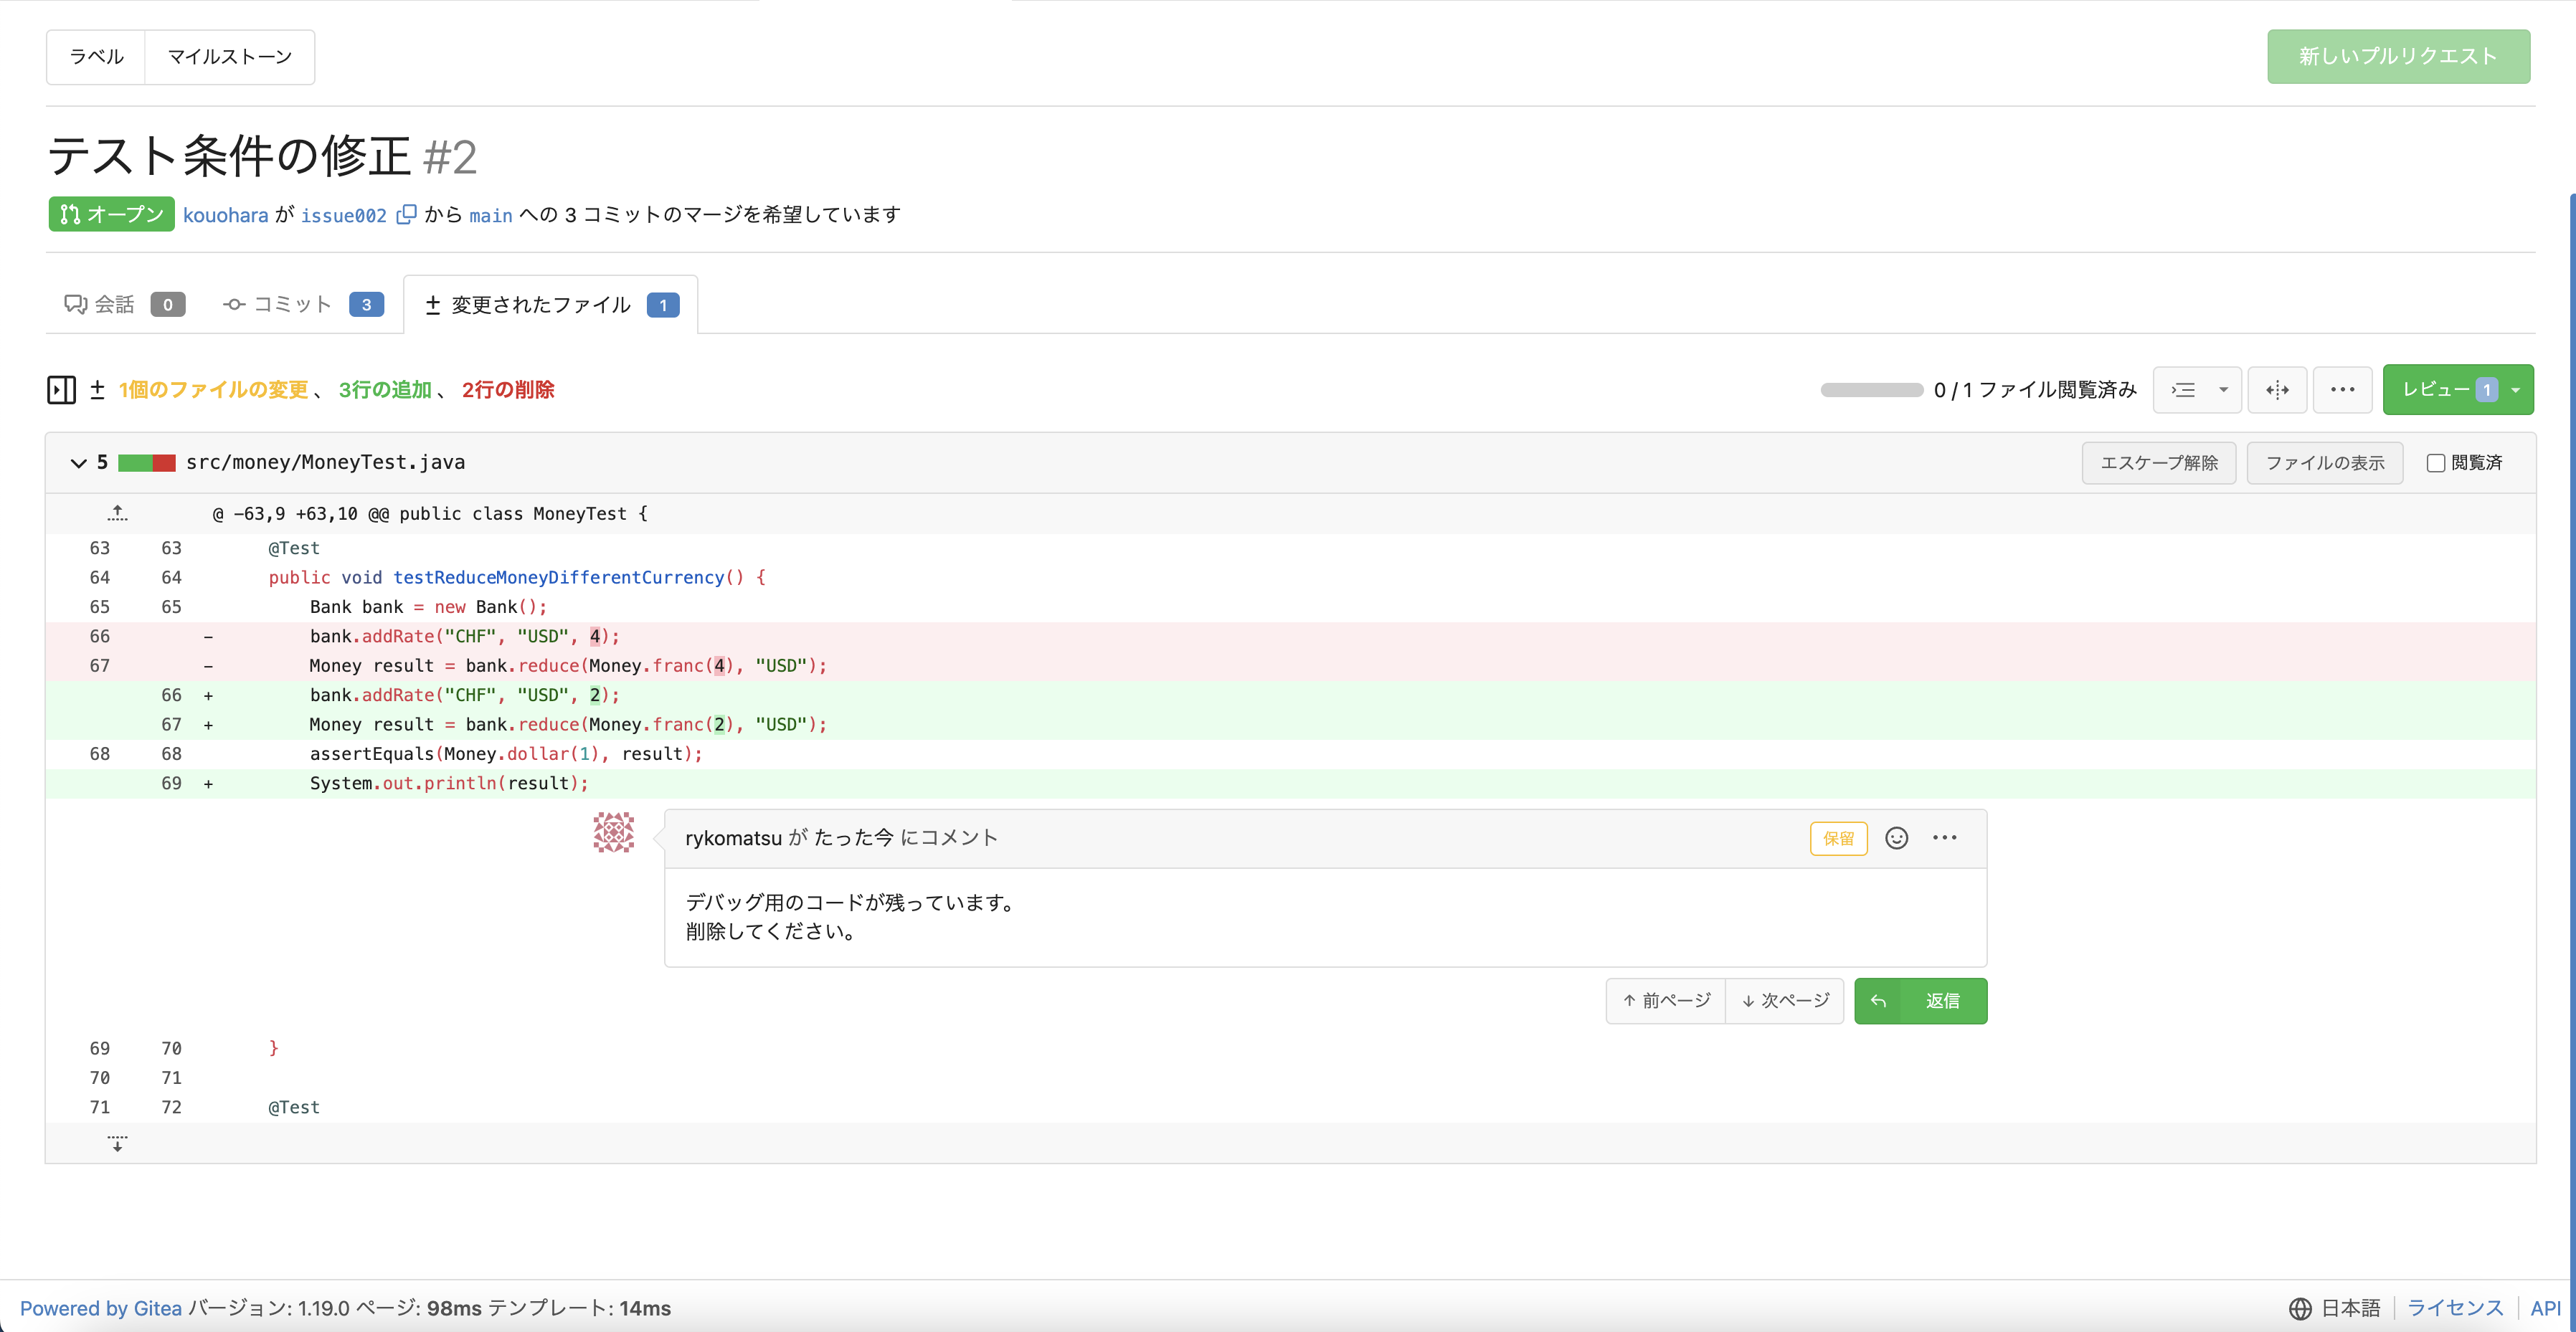 ラベル マイルストーン 新しいプルリクエスト
テスト条件の修正 #2
オープン kouohara が issue002 から main への 3 コミットのマージを希望しています
会話 0 コミット 3 ± 変更されたファイル 1
± 1個のファイルの変更、 3行の追加、 2行の削除 0 / 1 ファイル閲覧済み レビュー 1
5 src/money/MoneyTest.java エスケープ解除 ファイルの表示 閲覧済
@ -63,9 +63,10 @@ public class MoneyTest {
63 63 @Test
64 64 public void testReduceMoneyDifferentCurrency() {
65 65 Bank bank = new Bank();
66 - bank.addRate("CHF", "USD", 4);
67 - Money result = bank.reduce(Money.franc(4), "USD");
66 + bank.addRate("CHF", "USD", 2);
67 + Money result = bank.reduce(Money.franc(2), "USD");
68 68 assertEquals(Money.dollar(1), result);
69 + System.out.println(result);
rykomatsu が たった今 にコメント 保留
デバッグ用のコードが残っています。
削除してください。
前ページ 次ページ 返信
69 70 }
70 71
71 72 @Test
Powered by Gitea バージョン: 1.19.0 ページ: 98ms テンプレート: 14ms 日本語 ライセンス API